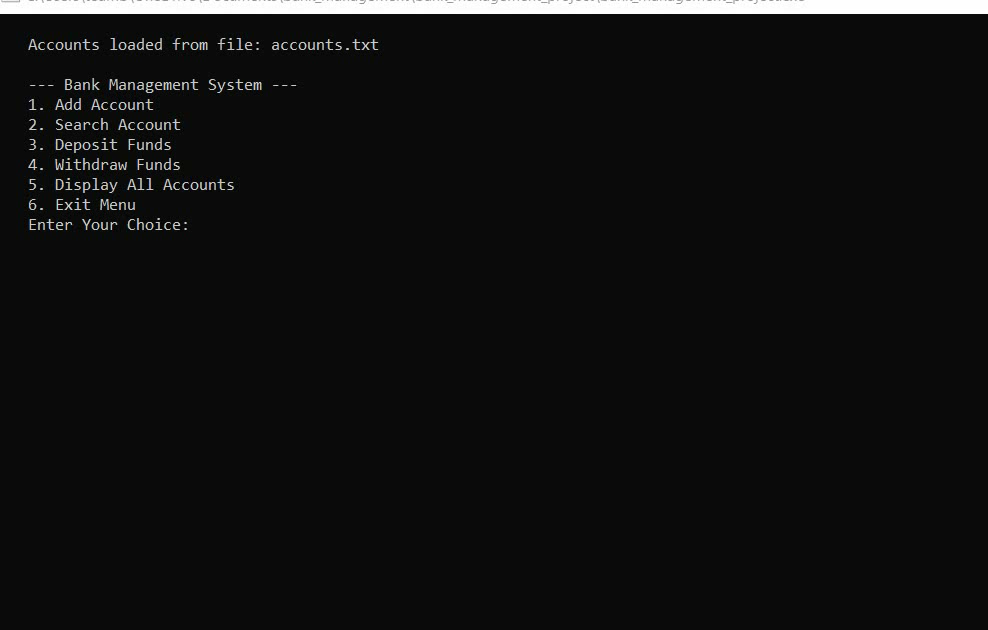 Accounts loaded from file: accounts.txt
--- Bank Management System ---
1. Add Account
2. Search Account
3. Deposit Funds
4. Withdraw Funds
5. Display All Accounts
6. Exit Menu
Enter Your Choice: